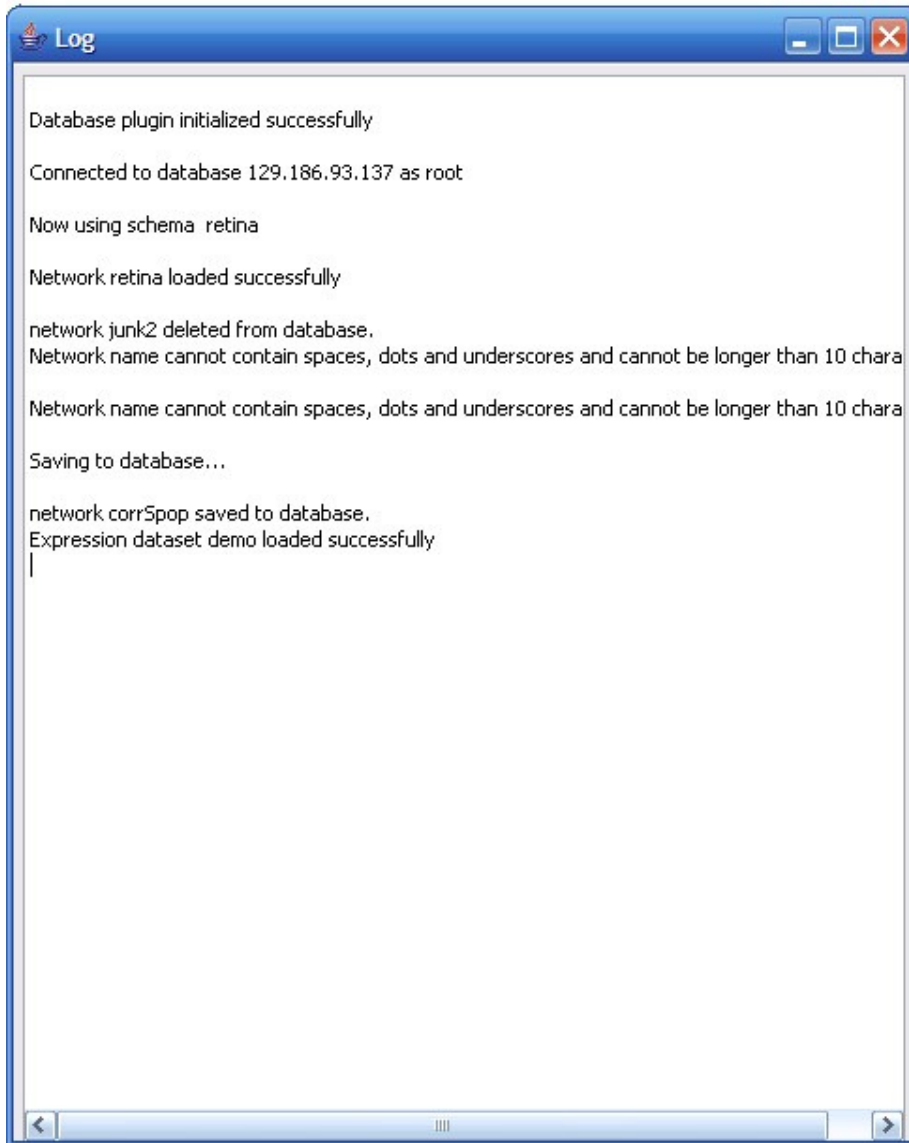 Log
Database plugin initialized successfully
Connected to database 129.186.93.137 as root
Now using schema  retina
Network retina loaded successfully
network junk2 deleted from database.
Network name cannot contain spaces, dots and underscores and cannot be longer than 10 chara
Network name cannot contain spaces, dots and underscores and cannot be longer than 10 chara
Saving to database...
network corrSpop saved to database.
Expression dataset demo loaded successfully